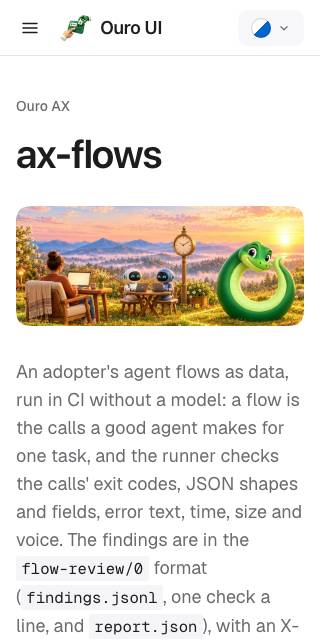 Ouro UI
Ouro AX
ax-flows
An adopter's agent flows as data,
run in CI without a model: a flow is
the calls a good agent makes for
one task, and the runner checks
the calls' exit codes, JSON shapes
and fields, error text, time, size and
voice. The findings are in the
flow-review/0 format
(findings.jsonl, one check a
line, and report.json), with an X-